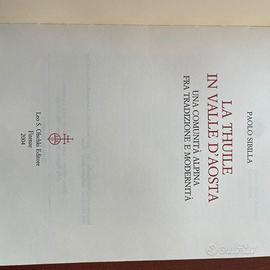 PAOLO SIBILLA
LA THUILE
IN VALLE D'AOSTA
UNA COMUNITÀ ALPINA
FRA TRADIZIONE E MODERNITÀ
Leo S. Olschki Editore
Firenze
2004